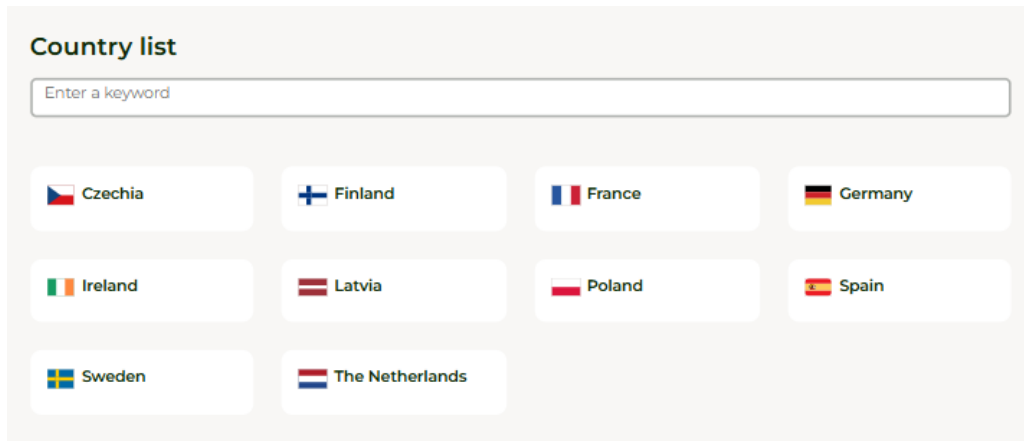 Country list
Enter a keyword
Czechia
Finland
France
Germany
Ireland
Latvia
Poland
Spain
Sweden
The Netherlands